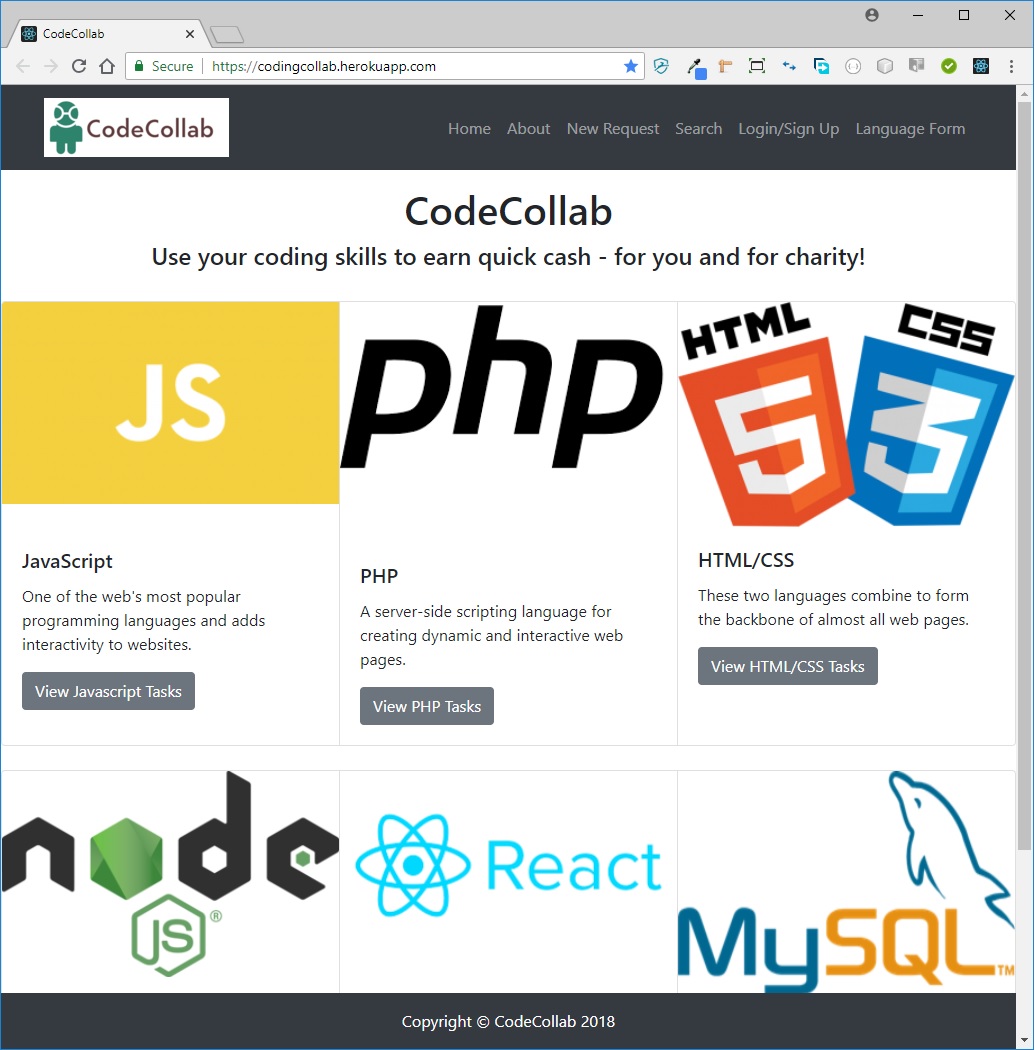 CodeCollab
Secure
https://codingcollab.herokuapp.com
CodeCollab
Home About New Request Search Login/Sign Up Language Form
CodeCollab
Use your coding skills to earn quick cash - for you and for charity!
JS
php
HTML CSS
5 3
JavaScript
One of the web's most popular
programming languages and adds
interactivity to websites.
View Javascript Tasks
PHP
A server-side scripting language for
creating dynamic and interactive web
pages.
View PHP Tasks
HTML/CSS
These two languages combine to form
the backbone of almost all web pages.
View HTML/CSS Tasks
node
JS®
React
MySQL™
Copyright © CodeCollab 2018